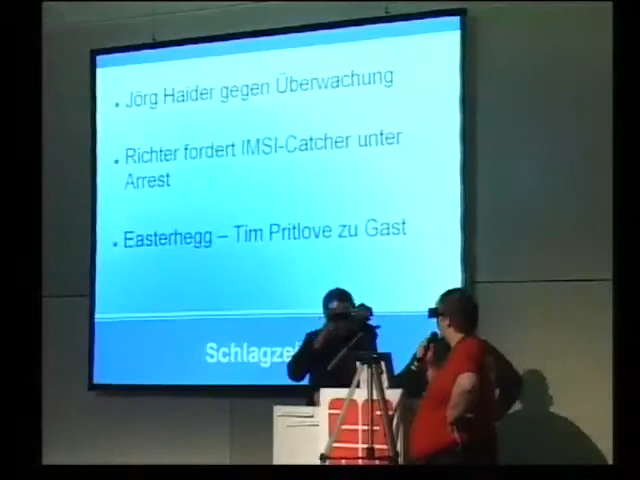 Jörg Haider gegen Überwachung
Richter fordert IMSI-Catcher unter
Arrest
Easterhegg – Tim Pritlove zu Gast